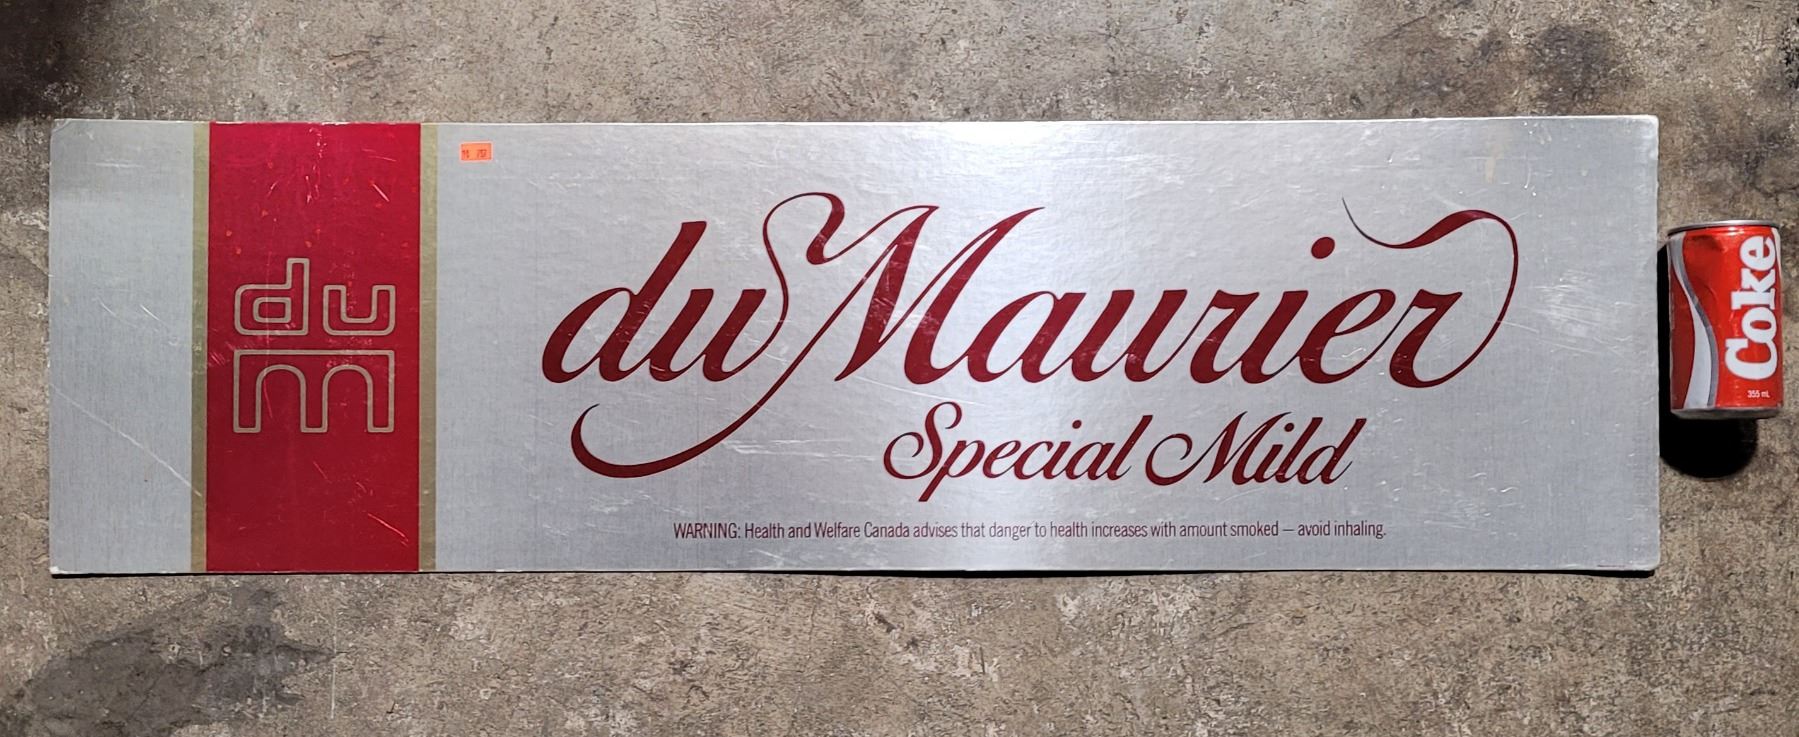 du Maurier
Special Mild
WARNING: Health and Welfare Canada advises that danger to health increases with amount smoked – avoid inhaling.
du
m
Coke
355 mL